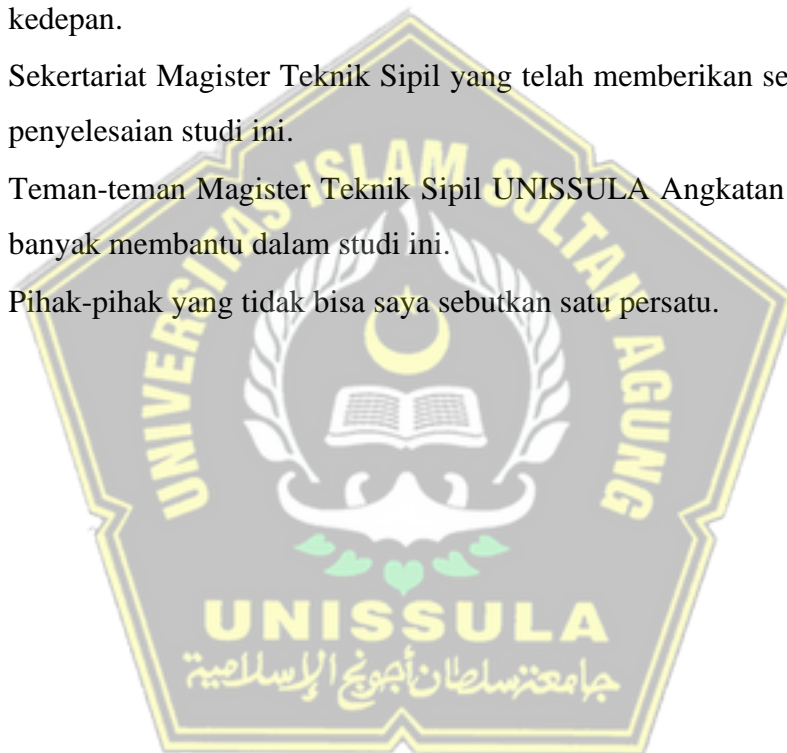 kedepan.
Sekertariat Magister Teknik Sipil yang telah memberikan se
penyelesaian studi ini.
Teman-teman Magister Teknik Sipil UNISSULA Angkatan
banyak membantu dalam studi ini.
Pihak-pihak yang tidak bisa saya sebutkan satu persatu.
UNIVERSITAS ISLAM SULTAN AGUNG
UNISSULA
جامعة سلطان أجونج الإسلامية